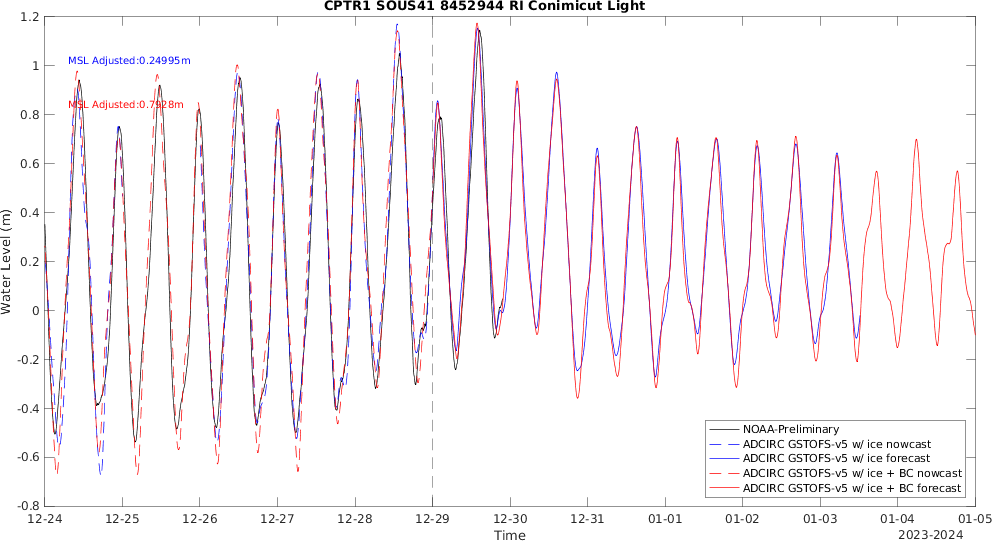 CPTR1 SOUS41 8452944 RI Conimicut Light
1.2
1
0.8
0.6
0.4
0.2
0
-0.2
-0.4
-0.6
-0.8
Water Level (m)
MSL Adjusted:0.24995m
MSL Adjusted:0.7928m
NOAA-Preliminary
ADCIRC GSTOFS-v5 w/ ice nowcast
ADCIRC GSTOFS-v5 w/ ice forecast
ADCIRC GSTOFS-v5 w/ ice + BC nowcast
ADCIRC GSTOFS-v5 w/ ice + BC forecast
12-24 12-25 12-26 12-27 12-28 12-29 12-30 12-31 01-01 01-02 01-03 01-04 01-05
Time
2023-2024